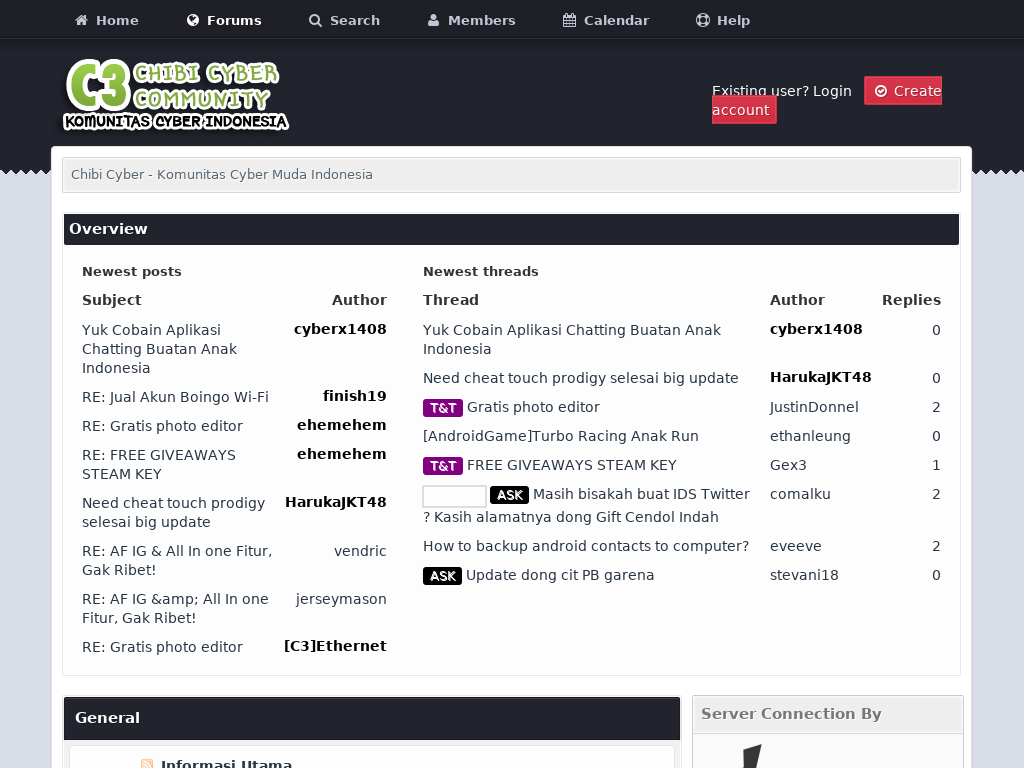 Home Forums Search Members Calendar Help
C3 CHIBI CYBER
COMMUNITY
KOMUNITAS CYBER INDONESIA
Existing user? Login Create
account
Chibi Cyber - Komunitas Cyber Muda Indonesia
Overview
Newest posts
Subject Author
Yuk Cobain Aplikasi cyberx1408
Chatting Buatan Anak
Indonesia
RE: Jual Akun Boingo Wi-Fi finish19
RE: Gratis photo editor ehemehem
RE: FREE GIVEAWAYS ehemehem
STEAM KEY
Need cheat touch prodigy HarukaJKT48
selesai big update
RE: AF IG & All In one Fitur, vendric
Gak Ribet!
RE: AF IG &amp; All In one jerseymason
Fitur, Gak Ribet!
RE: Gratis photo editor [C3]Ethernet
Newest threads
Thread Author Replies
Yuk Cobain Aplikasi Chatting Buatan Anak cyberx1408 0
Indonesia
Need cheat touch prodigy selesai big update HarukaJKT48 0
T&T Gratis photo editor JustinDonnel 2
[AndroidGame]Turbo Racing Anak Run ethanleung 0
T&T FREE GIVEAWAYS STEAM KEY Gex3 1
ASK Masih bisakah buat IDS Twitter comalku 2
? Kasih alamatnya dong Gift Cendol Indah
How to backup android contacts to computer? eveeve 2
ASK Update dong cit PB garena stevani18 0
General
Informasi Utama
Server Connection By